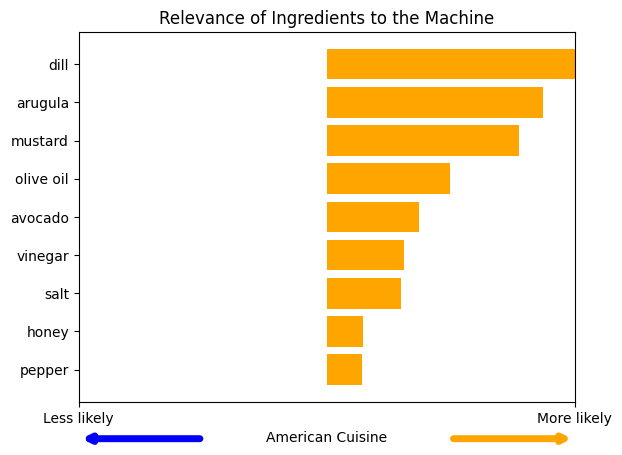 Relevance of Ingredients to the Machine
dill
arugula
mustard
olive oil
avocado
vinegar
salt
honey
pepper
Less likely
More likely
American Cuisine